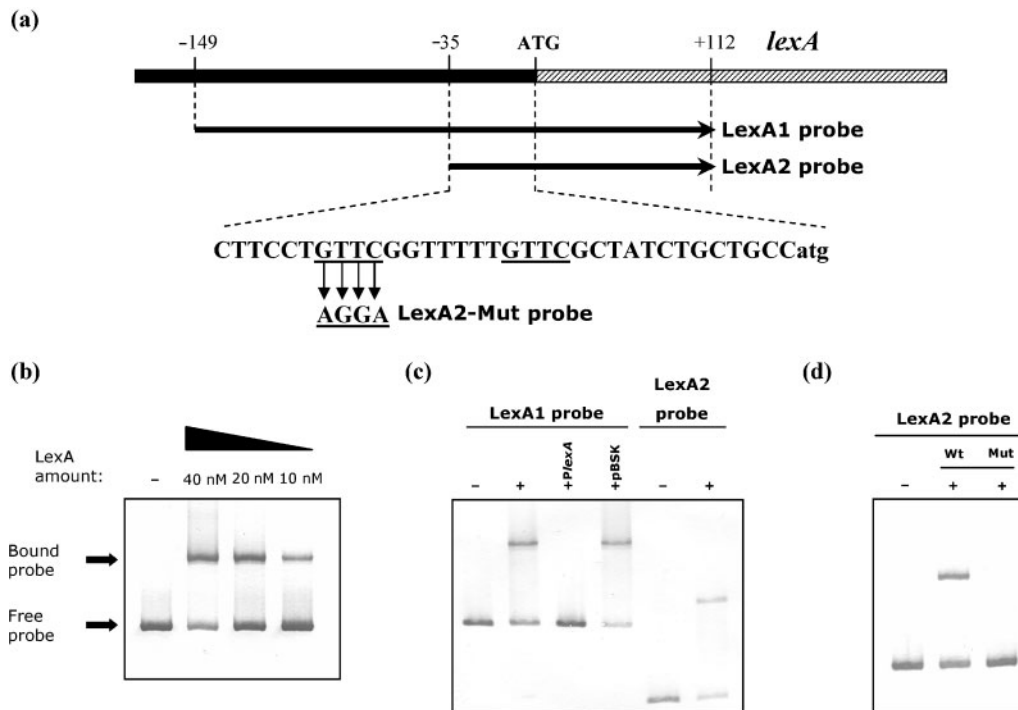 (a)
−149 −35 ATG +112 lexA
LexA1 probe
LexA2 probe
CTTCCTGTTCGGTTTTTGTTCGCTATCTGCTGCCatg
AGGA LexA2-Mut probe
(b)
LexA
amount:
– 40 nM 20 nM 10 nM
Bound
probe
Free
probe
(c)
LexA1 probe
LexA2
probe
– + +PlexA +pBSK – +
(d)
LexA2 probe
Wt Mut
– + +